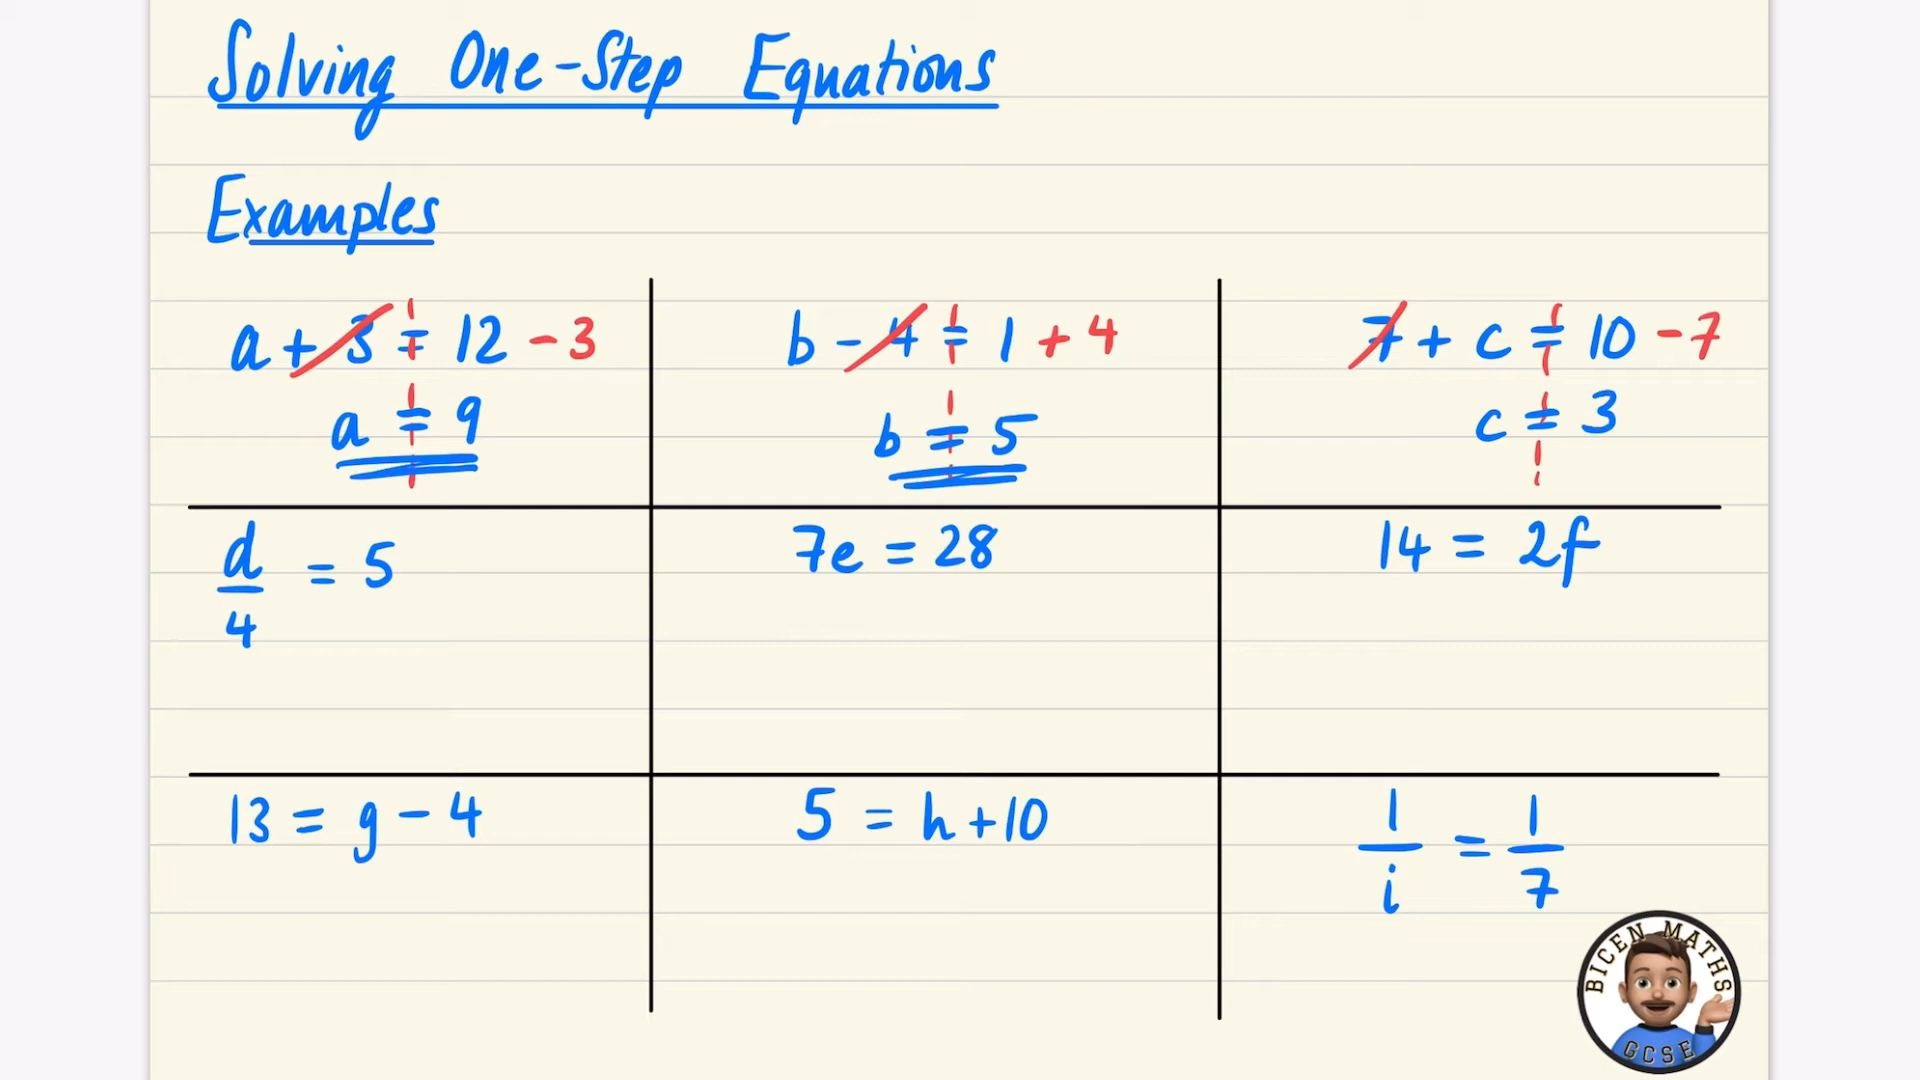 Solving One-Step Equations
Examples
a + 3 = 12 - 3
a = 9
b - 4 = 1 + 4
b = 5
7 + c = 10 - 7
c = 3
d/4 = 5
7e = 28
14 = 2f
13 = g - 4
5 = h + 10
1/i = 1/7
BICEN MATHS
GCSE